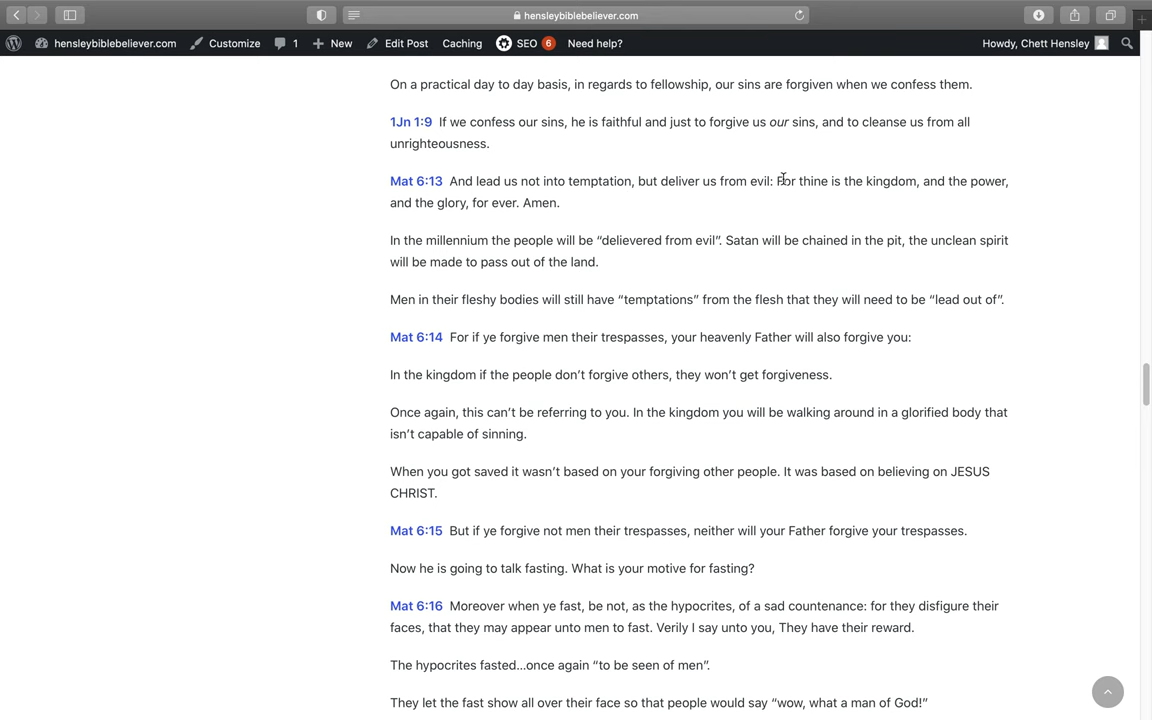 hensleybiblebeliever.com
hensleybiblebeliever.com Customize 1 New Edit Post Caching SEO 6 Need help? Howdy, Chett Hensley
On a practical day to day basis, in regards to fellowship, our sins are forgiven when we confess them.
1Jn 1:9 If we confess our sins, he is faithful and just to forgive us our sins, and to cleanse us from all
unrighteousness.
Mat 6:13 And lead us not into temptation, but deliver us from evil: For thine is the kingdom, and the power,
and the glory, for ever. Amen.
In the millennium the people will be “delievered from evil”. Satan will be chained in the pit, the unclean spirit
will be made to pass out of the land.
Men in their fleshy bodies will still have “temptations” from the flesh that they will need to be “lead out of”.
Mat 6:14 For if ye forgive men their trespasses, your heavenly Father will also forgive you:
In the kingdom if the people don’t forgive others, they won’t get forgiveness.
Once again, this can’t be referring to you. In the kingdom you will be walking around in a glorified body that
isn’t capable of sinning.
When you got saved it wasn’t based on your forgiving other people. It was based on believing on JESUS
CHRIST.
Mat 6:15 But if ye forgive not men their trespasses, neither will your Father forgive your trespasses.
Now he is going to talk fasting. What is your motive for fasting?
Mat 6:16 Moreover when ye fast, be not, as the hypocrites, of a sad countenance: for they disfigure their
faces, that they may appear unto men to fast. Verily I say unto you, They have their reward.
The hypocrites fasted…once again “to be seen of men”.
They let the fast show all over their face so that people would say “wow, what a man of God!”